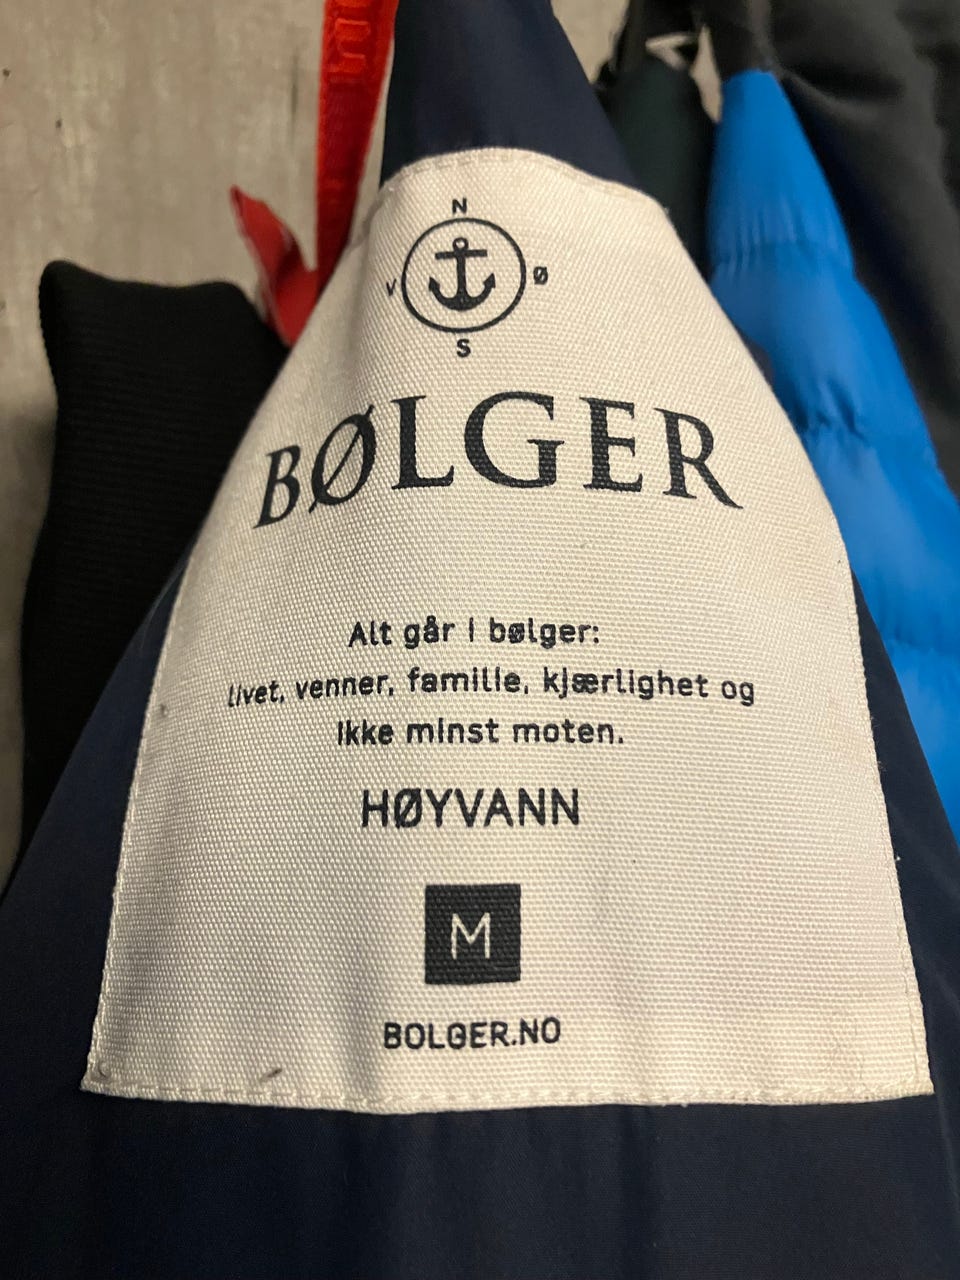 N
V Ø
S
BØLGER
Alt går i bølger:
livet, venner, familie, kjærlighet og
ikke minst moten.
HØYVANN
M
BOLGER.NO